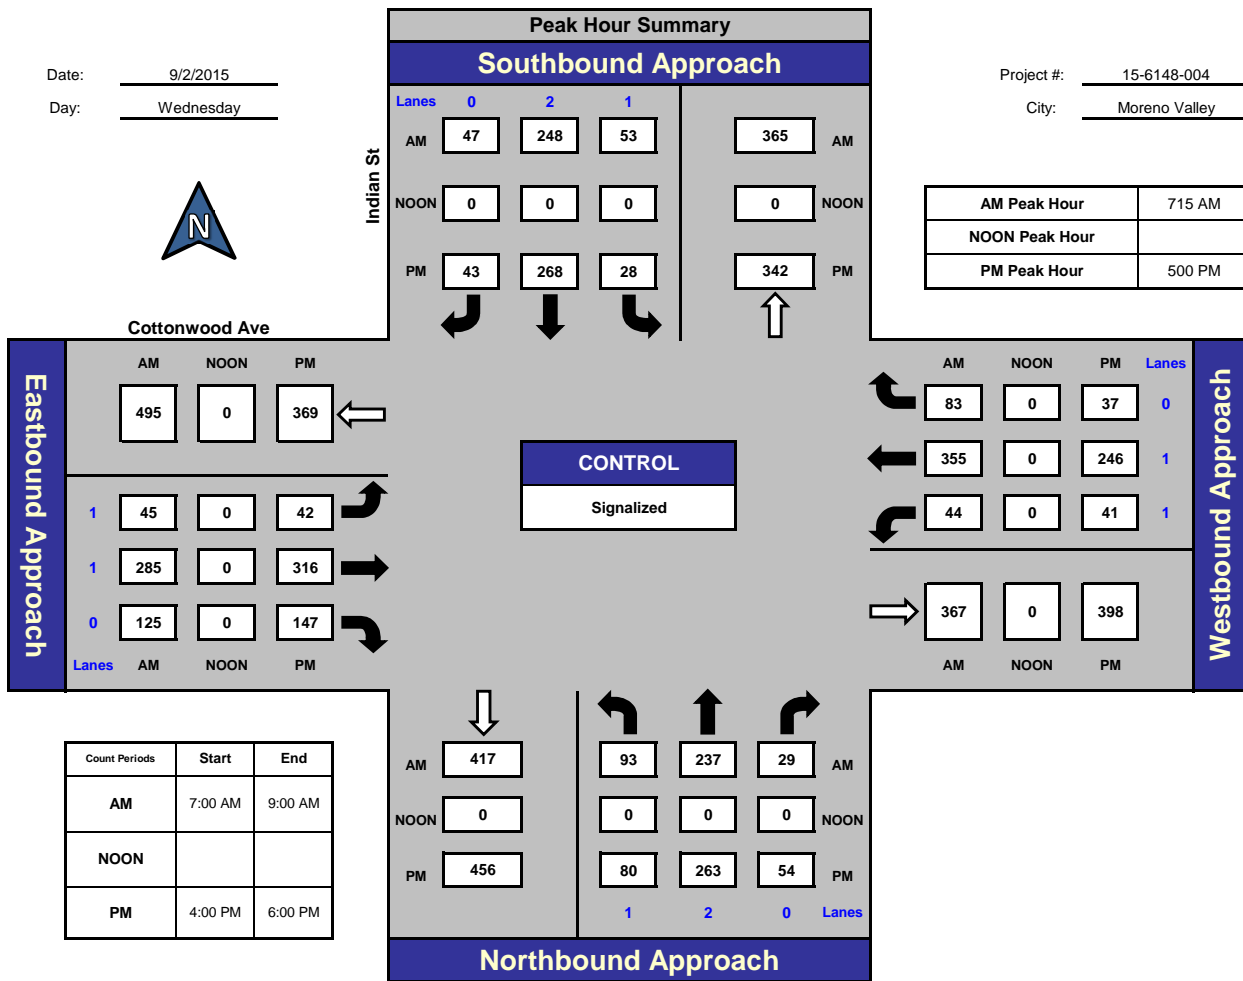 Peak Hour Summary
Southbound Approach
Date: 9/2/2015
Day: Wednesday
Project #: 15-6148-004
City: Moreno Valley
N
Indian St
Lanes 0 2 1
AM 47 248 53 365 AM
NOON 0 0 0 0 NOON
PM 43 268 28 342 PM
AM Peak Hour 715 AM
NOON Peak Hour
PM Peak Hour 500 PM
Cottonwood Ave
Eastbound Approach
AM NOON PM
495 0 369
1 45 0 42
1 285 0 316
0 125 0 147
Lanes AM NOON PM
CONTROL
Signalized
Westbound Approach
AM NOON PM Lanes
83 0 37 0
355 0 246 1
44 0 41 1
367 0 398
AM NOON PM
Count Periods Start End
AM 7:00 AM 9:00 AM
NOON
PM 4:00 PM 6:00 PM
AM 417 93 237 29 AM
NOON 0 0 0 0 NOON
PM 456 80 263 54 PM
1 2 0 Lanes
Northbound Approach